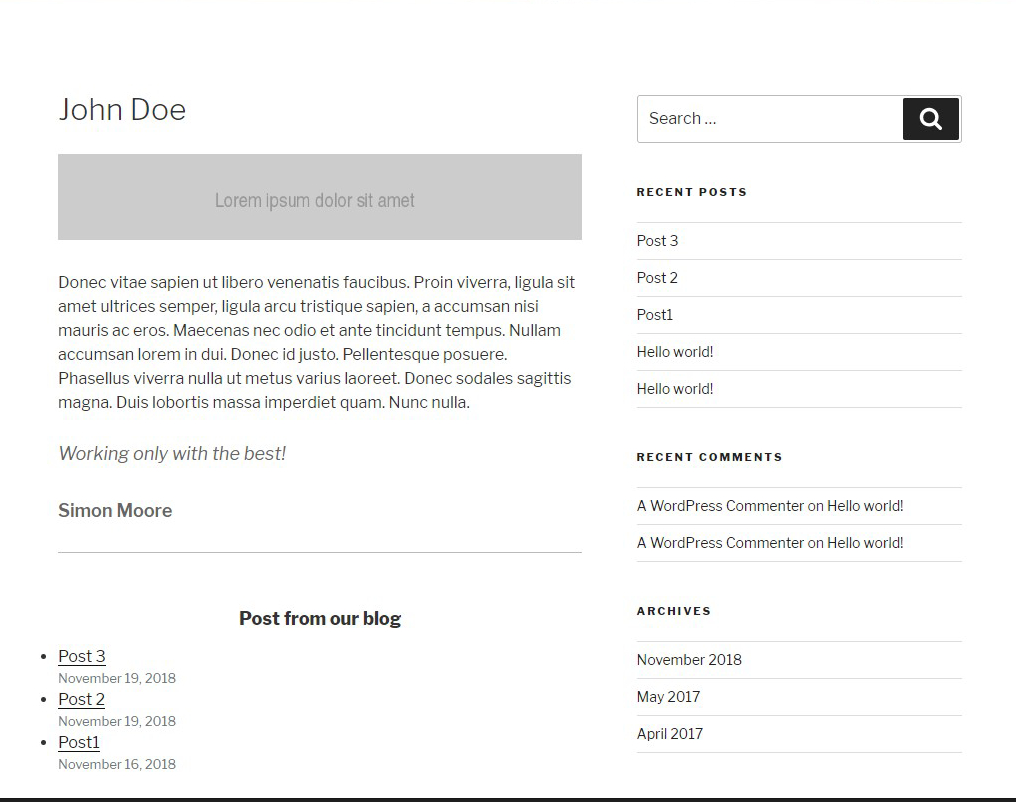 John Doe
Lorem ipsum dolor sit amet
Donec vitae sapien ut libero venenatis faucibus. Proin viverra, ligula sit
amet ultrices semper, ligula arcu tristique sapien, a accumsan nisi
mauris ac eros. Maecenas nec odio et ante tincidunt tempus. Nullam
accumsan lorem in dui. Donec id justo. Pellentesque posuere.
Phasellus viverra nulla ut metus varius laoreet. Donec sodales sagittis
magna. Duis lobortis massa imperdiet quam. Nunc nulla.
Working only with the best!
Simon Moore
Post from our blog
Post 3
November 19, 2018
Post 2
November 19, 2018
Post1
November 16, 2018
Search ...
RECENT POSTS
Post 3
Post 2
Post1
Hello world!
Hello world!
RECENT COMMENTS
A WordPress Commenter on Hello world!
A WordPress Commenter on Hello world!
ARCHIVES
November 2018
May 2017
April 2017